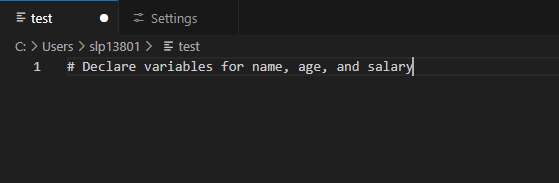 test Settings
C: > Users > slp13801 > test
1 # Declare variables for name, age, and salary